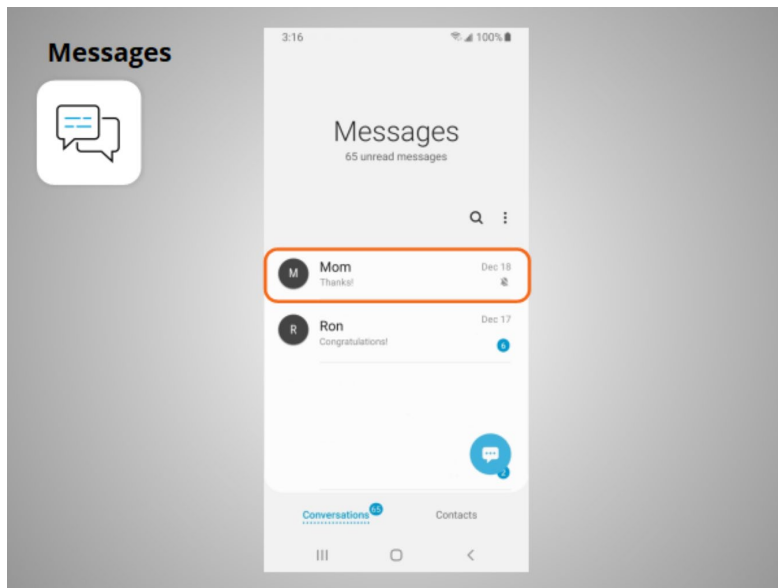 Messages
3:16 100%
Messages
65 unread messages
M Mom Dec 18
Thanks!
R Ron Dec 17
Congratulations! 6
2
Conversations 65 Contacts